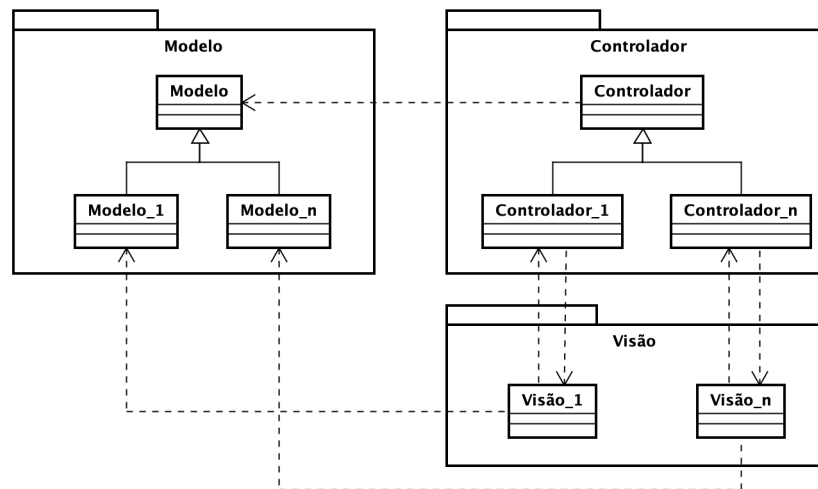 Modelo
Modelo
Modelo_1
Modelo_n
Controlador
Controlador
Controlador_1
Controlador_n
Visão
Visão_1
Visão_n